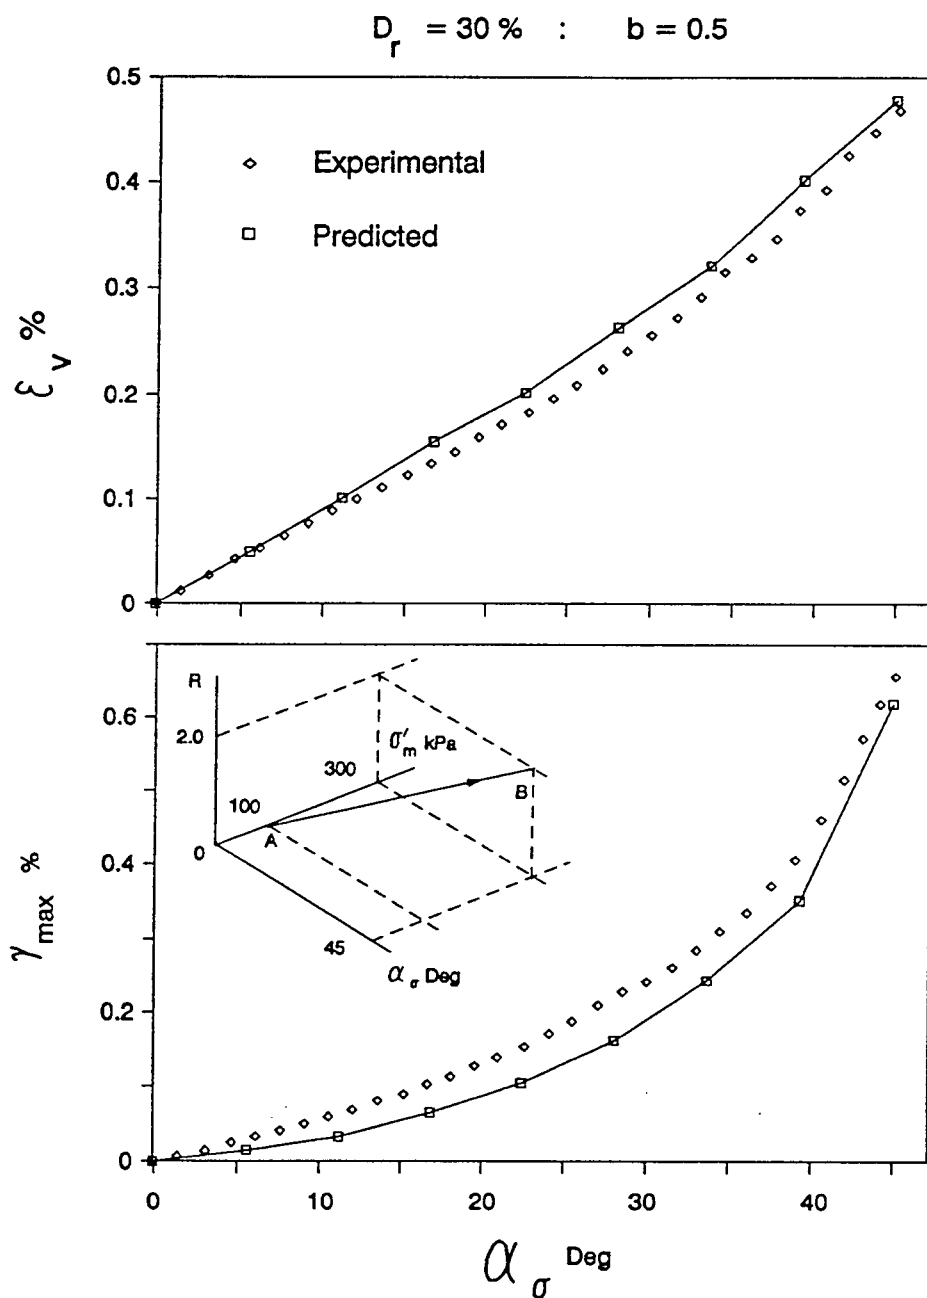 D_r = 30 % : b = 0.5
0.5
Experimental
0.4
Predicted
0.3
ε_v %
0.2
0.1
0
R
0.6
2.0
σ'_m kPa
300
B
100
A
0
0.4
γ_max %
45
α_σ Deg
0.2
0
0 10 20 30 40
α_σ Deg